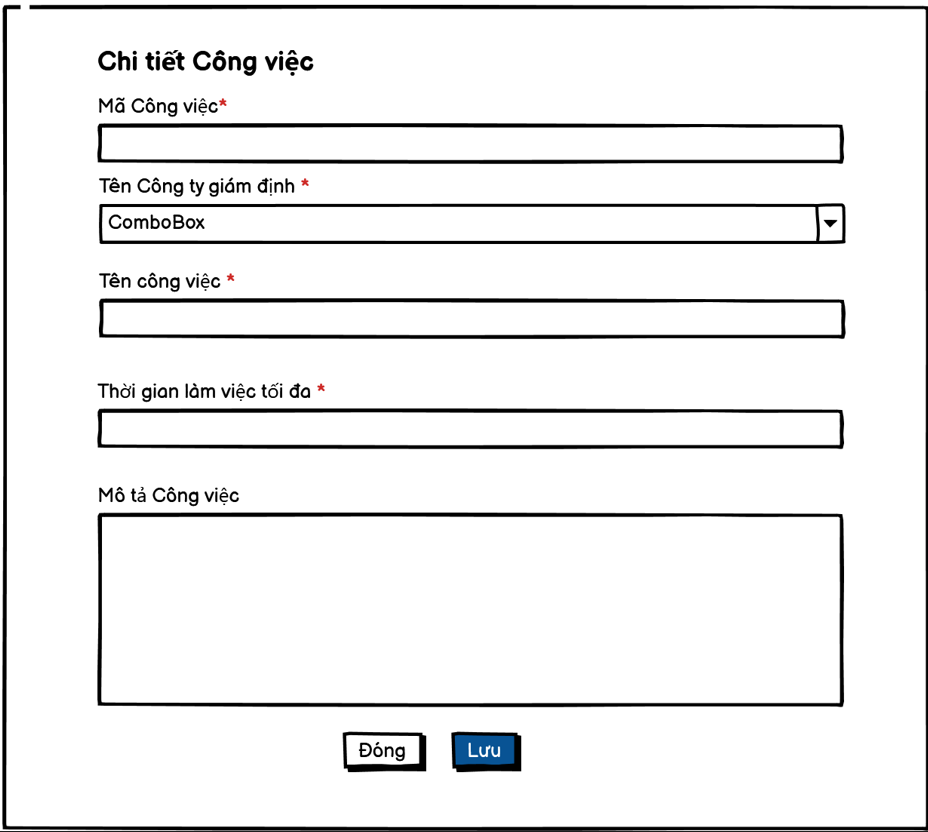 Chi tiết Công việc
Mã Công việc*
Tên Công ty giám định *
ComboBox
Tên công việc *
Thời gian làm việc tối đa *
Mô tả Công việc
Đóng Lưu